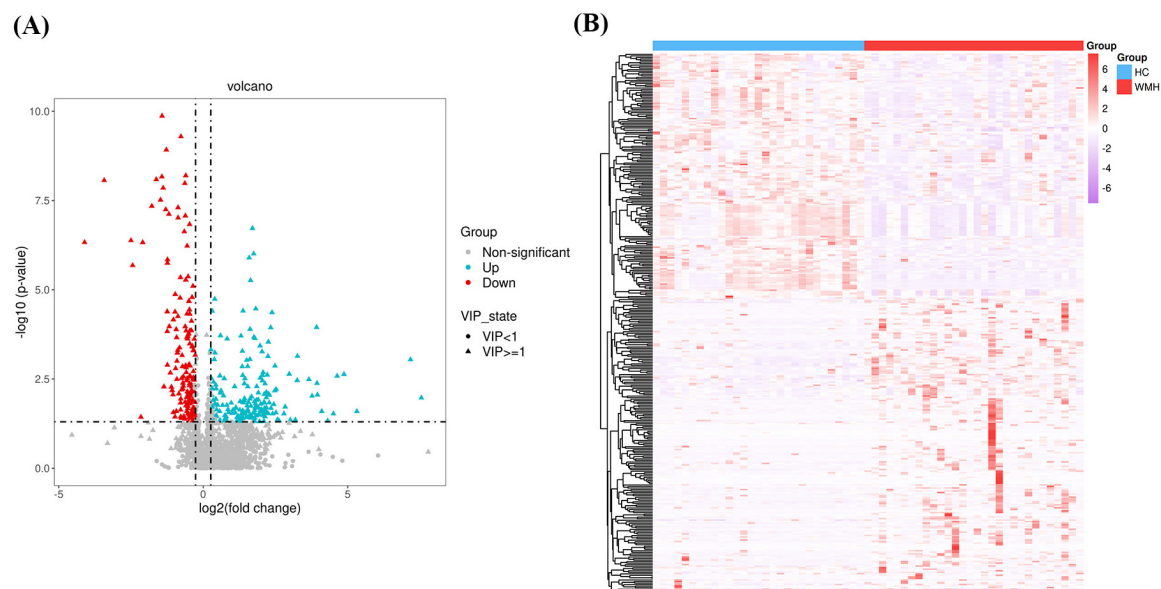 (A)
volcano
10.0
7.5
5.0
2.5
0.0
-5
0
5
-log10 (p-value)
log2(fold change)
Group
Non-significant
Up
Down
VIP_state
VIP<1
VIP>=1
(B)
Group
6
4
2
0
-2
-4
-6
Group
HC
WMH